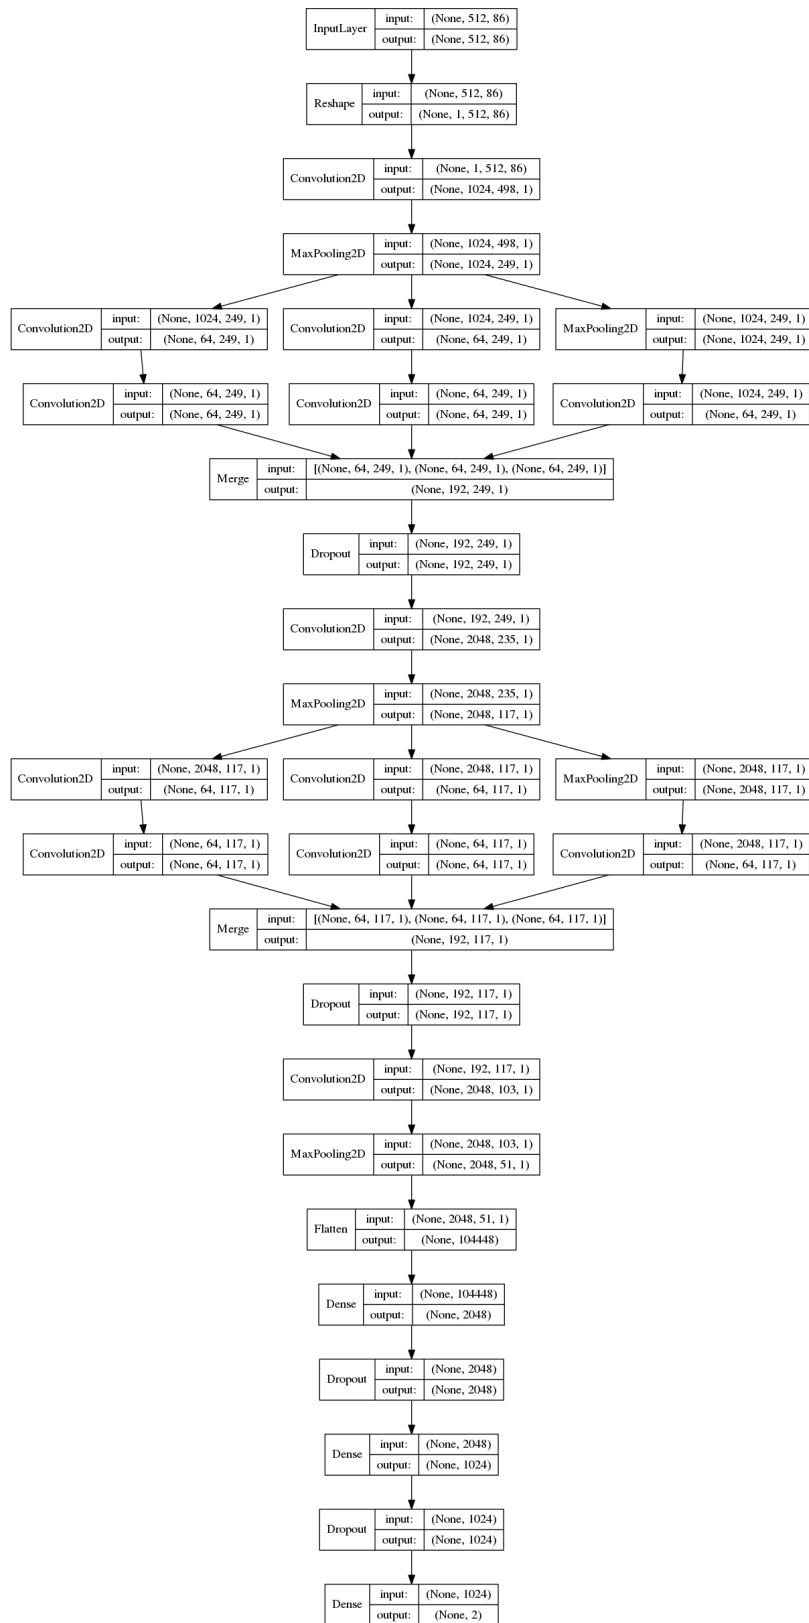 InputLayer input: (None, 512, 86)
output: (None, 512, 86)
Reshape input: (None, 512, 86)
output: (None, 1, 512, 86)
Convolution2D input: (None, 1, 512, 86)
output: (None, 1024, 498, 1)
MaxPooling2D input: (None, 1024, 498, 1)
output: (None, 1024, 249, 1)
Convolution2D input: (None, 1024, 249, 1)
output: (None, 64, 249, 1)
Convolution2D input: (None, 1024, 249, 1)
output: (None, 64, 249, 1)
MaxPooling2D input: (None, 1024, 249, 1)
output: (None, 1024, 249, 1)
Convolution2D input: (None, 64, 249, 1)
output: (None, 64, 249, 1)
Convolution2D input: (None, 64, 249, 1)
output: (None, 64, 249, 1)
Convolution2D input: (None, 1024, 249, 1)
output: (None, 64, 249, 1)
Merge input: [(None, 64, 249, 1), (None, 64, 249, 1), (None, 64, 249, 1)]
output: (None, 192, 249, 1)
Dropout input: (None, 192, 249, 1)
output: (None, 192, 249, 1)
Convolution2D input: (None, 192, 249, 1)
output: (None, 2048, 235, 1)
MaxPooling2D input: (None, 2048, 235, 1)
output: (None, 2048, 117, 1)
Convolution2D input: (None, 2048, 117, 1)
output: (None, 64, 117, 1)
Convolution2D input: (None, 2048, 117, 1)
output: (None, 64, 117, 1)
MaxPooling2D input: (None, 2048, 117, 1)
output: (None, 2048, 117, 1)
Convolution2D input: (None, 64, 117, 1)
output: (None, 64, 117, 1)
Convolution2D input: (None, 64, 117, 1)
output: (None, 64, 117, 1)
Convolution2D input: (None, 2048, 117, 1)
output: (None, 64, 117, 1)
Merge input: [(None, 64, 117, 1), (None, 64, 117, 1), (None, 64, 117, 1)]
output: (None, 192, 117, 1)
Dropout input: (None, 192, 117, 1)
output: (None, 192, 117, 1)
Convolution2D input: (None, 192, 117, 1)
output: (None, 2048, 103, 1)
MaxPooling2D input: (None, 2048, 103, 1)
output: (None, 2048, 51, 1)
Flatten input: (None, 2048, 51, 1)
output: (None, 104448)
Dense input: (None, 104448)
output: (None, 2048)
Dropout input: (None, 2048)
output: (None, 2048)
Dense input: (None, 2048)
output: (None, 1024)
Dropout input: (None, 1024)
output: (None, 1024)
Dense input: (None, 1024)
output: (None, 2)